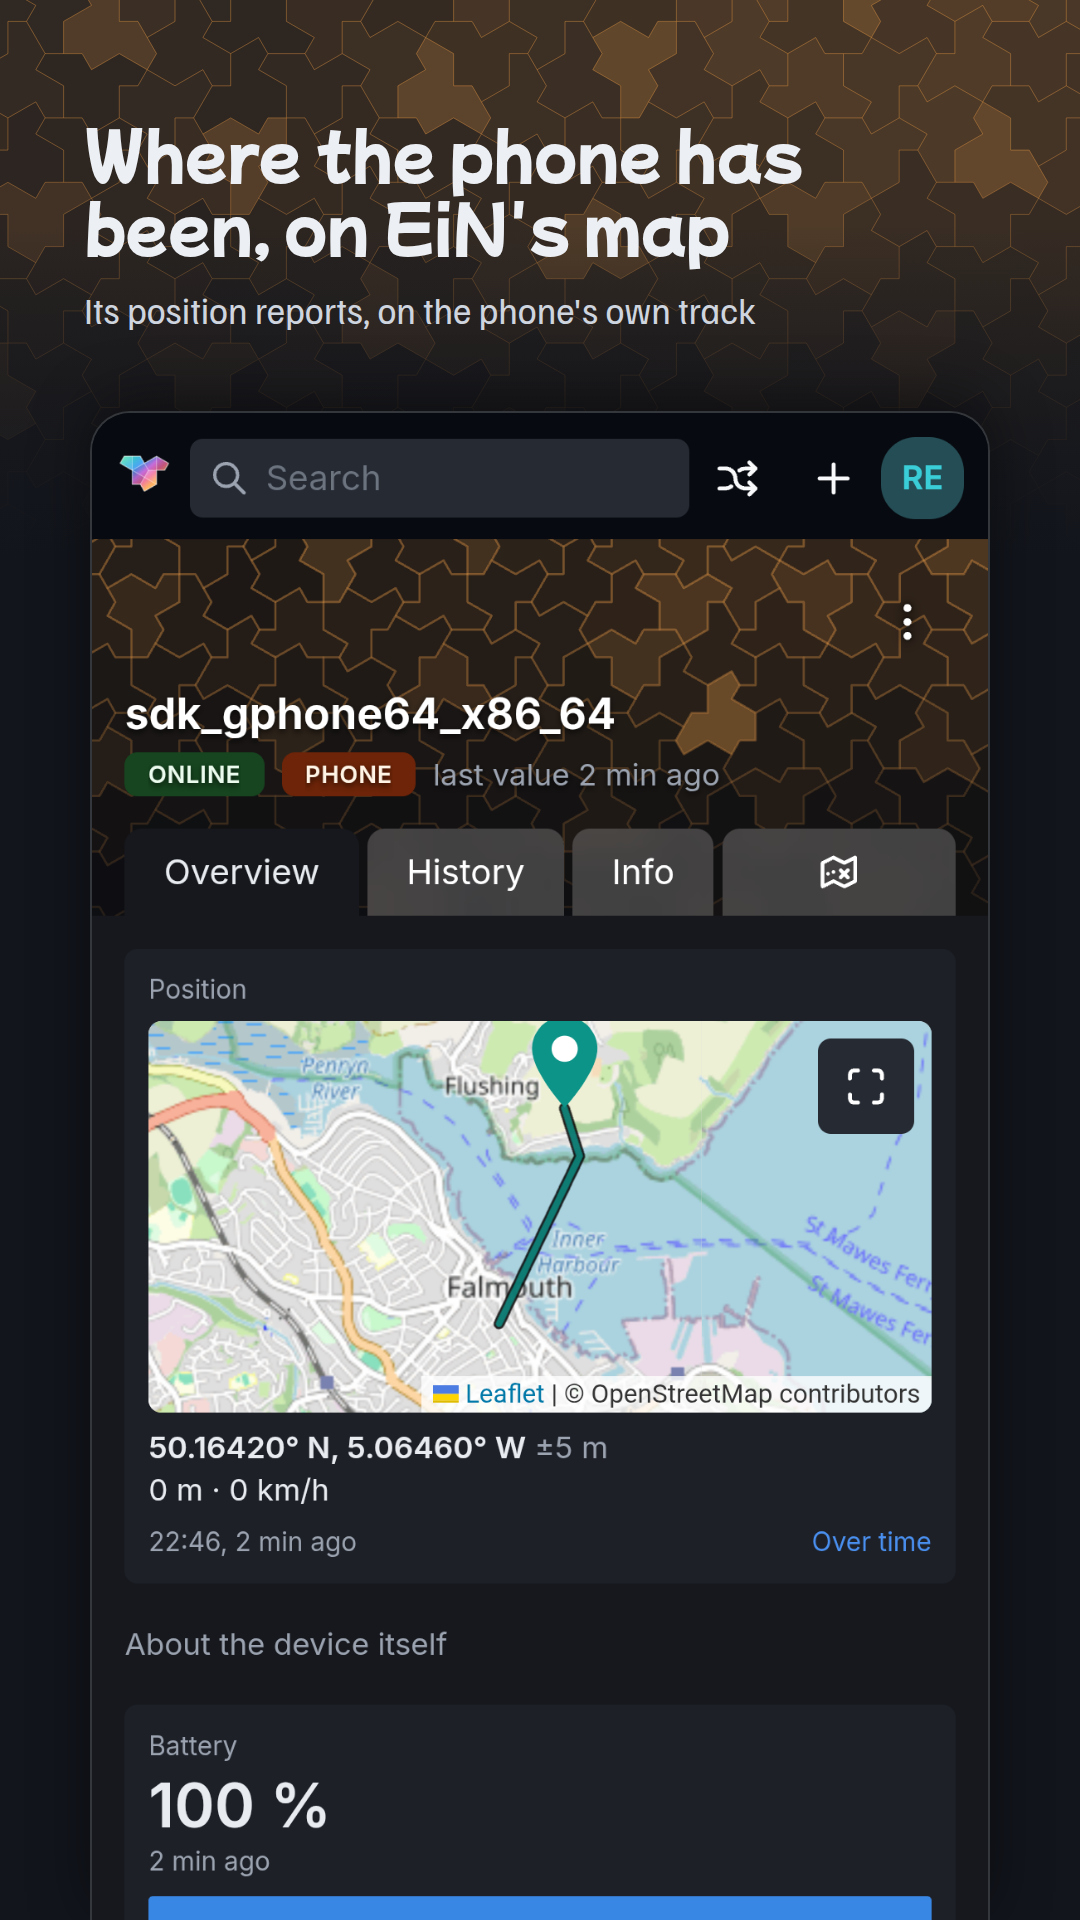 Where the phone has
been, on EiN's map
Its position reports, on the phone's own track
Search
RE
sdk_gphone64_x86_64
ONLINE PHONE last value 2 min ago
Overview History Info
Position
Penryn
River
Flushing
Inner
Harbour
Falmouth
St Mawes Ferr
St Mawes Fer
Leaflet | © OpenStreetMap contributors
50.16420° N, 5.06460° W ±5 m
0 m · 0 km/h
22:46, 2 min ago Over time
About the device itself
Battery
100 %
2 min ago